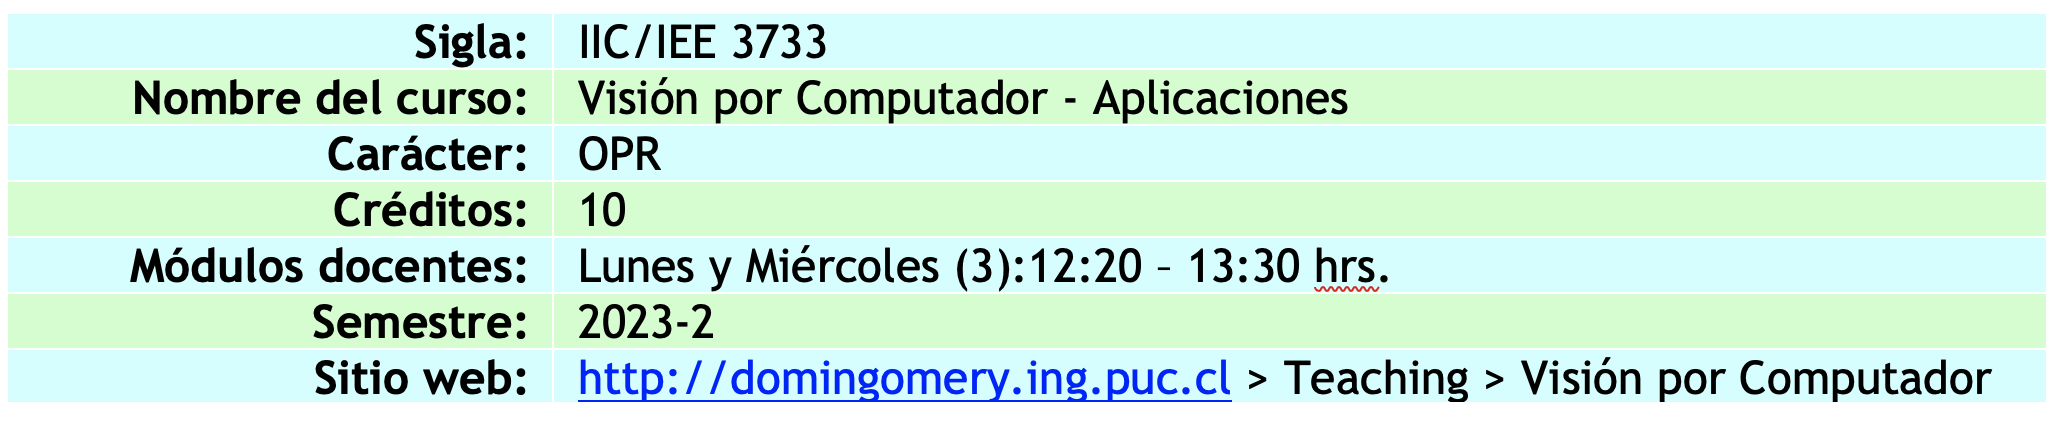 Sigla: IIC/IEE 3733
Nombre del curso: Visión por Computador - Aplicaciones
Carácter: OPR
Créditos: 10
Módulos docentes: Lunes y Miércoles (3):12:20 – 13:30 hrs.
Semestre: 2023-2
Sitio web: http://domingomery.ing.puc.cl > Teaching > Visión por Computador